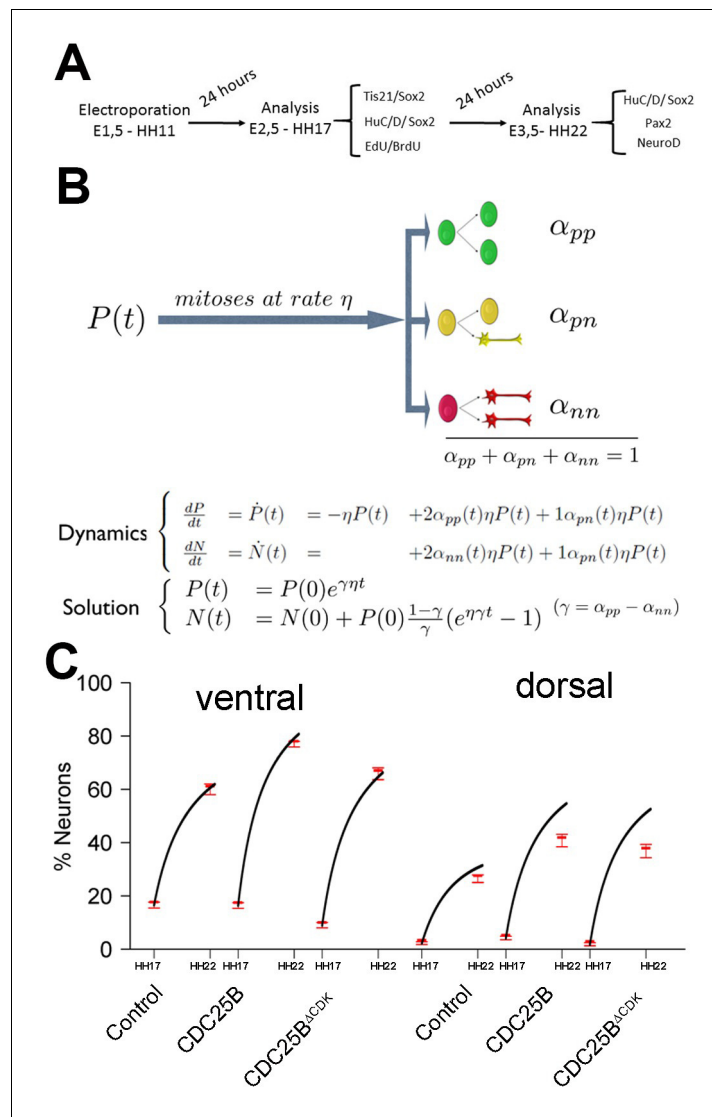 A
24 hours
24 hours
Electroporation
E1,5 - HH11
Analysis
E2,5 - HH17
Tis21/Sox2
HuC/D/ Sox2
EdU/BrdU
Analysis
E3,5- HH22
HuC/D/ Sox2
Pax2
NeuroD
B
P(t)
mitoses at rate η
α_pp
α_pn
α_nn
α_pp + α_pn + α_nn = 1
Dynamics
dP/dt = Ṗ(t) = −ηP(t) +2α_pp(t)ηP(t) + 1α_pn(t)ηP(t)
dN/dt = Ṅ(t) = +2α_nn(t)ηP(t) + 1α_pn(t)ηP(t)
Solution
P(t) = P(0)e^{γηt}
N(t) = N(0) + P(0) (1−γ)/γ (e^{ηγt} − 1) (γ = α_pp − α_nn)
C
ventral
dorsal
% Neurons
100
80
60
40
20
0
HH17 HH22 HH17 HH22 HH17 HH22 HH17 HH22 HH17 HH22 HH17 HH22
Control
CDC25B
CDC25B^ΔCDK
Control
CDC25B
CDC25B^ΔCDK